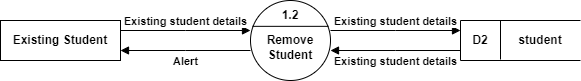 Existing student details
1.2
Existing student details
Existing Student
Remove
Student
D2
student
Alert
Existing student details